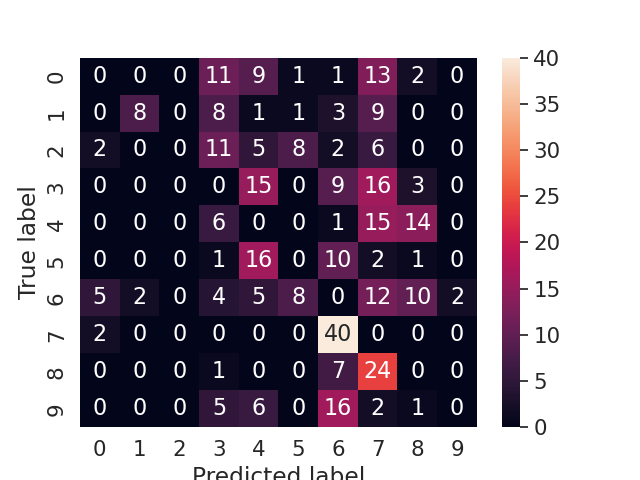 0 0 0 0 11 9 1 1 13 2 0
1 0 8 0 8 1 1 3 9 0 0
2 2 0 0 11 5 8 2 6 0 0
3 0 0 0 0 15 0 9 16 3 0
4 0 0 0 6 0 0 1 15 14 0
5 0 0 0 1 16 0 10 2 1 0
6 5 2 0 4 5 8 0 12 10 2
7 2 0 0 0 0 0 40 0 0 0
8 0 0 0 1 0 0 7 24 0 0
9 0 0 0 5 6 0 16 2 1 0
0 1 2 3 4 5 6 7 8 9
Predicted label
True label
40
35
30
25
20
15
10
5
0